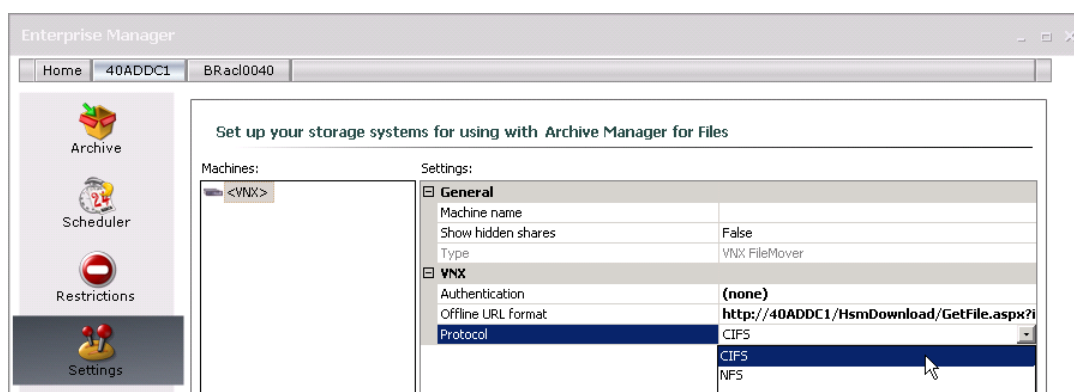 Enterprise Manager
Home 40ADDC1 BRacl0040
Archive
Scheduler
Restrictions
Settings
Set up your storage systems for using with Archive Manager for Files
Machines:
<VNX>
Settings:
General
Machine name
Show hidden shares False
Type VNX FileMover
VNX
Authentication (none)
Offline URL format http://40ADDC1/HsmDownload/GetFile.aspx?i
Protocol CIFS
CIFS
NFS